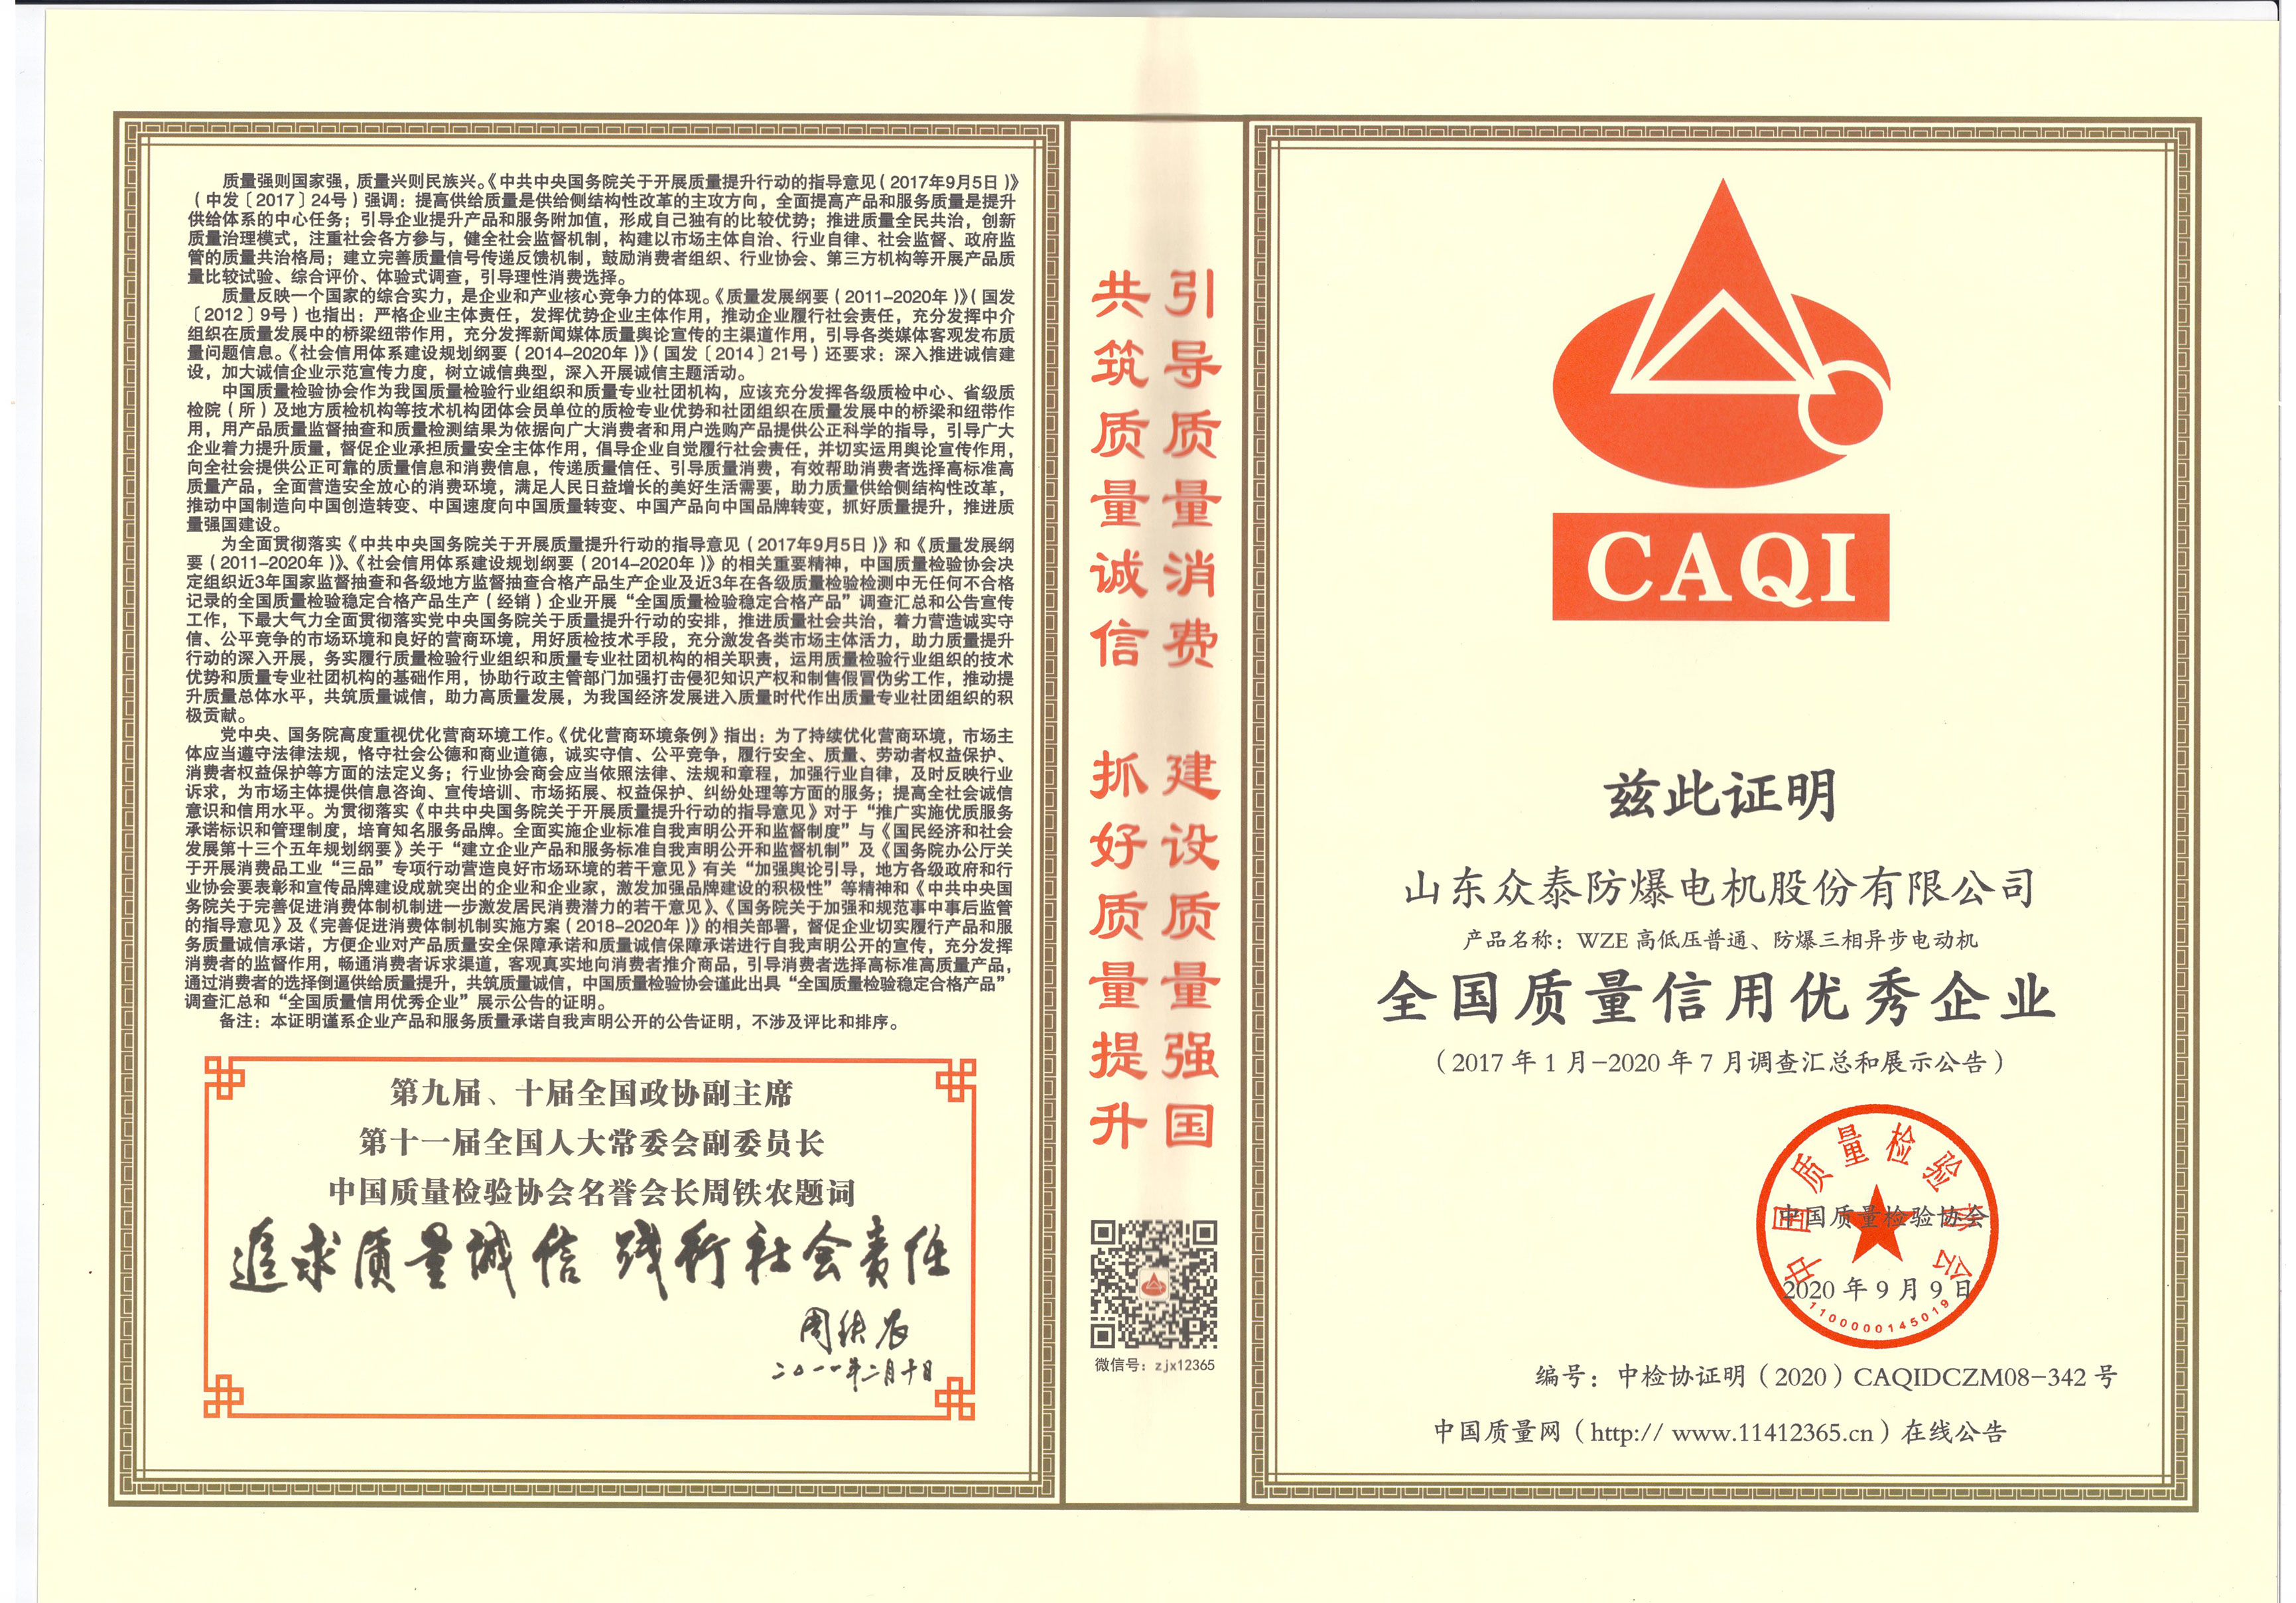 质量强则国家强，质量兴则民族兴。《中共中央国务院关于开展质量提升行动的指导意见（2017年9月5日）》
（中发〔2017〕24号）强调：提高供给质量是供给侧结构性改革的主攻方向，全面提高产品和服务质量是提升
供给体系的中心任务；引导企业提升产品和服务附加值，形成自己独有的比较优势；推进质量全民共治，创新
质量治理模式，注重社会各方参与，健全社会监督机制，构建以市场主体自治、行业自律、社会监督、政府监
管的质量共治格局；建立完善质量信号传递反馈机制，鼓励消费者组织、行业协会、第三方机构等开展产品质
量比较试验、综合评价、体验式调查，引导理性消费选择。
质量反映一个国家的综合实力，是企业和产业核心竞争力的体现。《质量发展纲要（2011-2020年）》（国发
〔2012〕9号）也指出：严格企业主体责任，发挥优势企业主体作用，推动企业履行社会责任，充分发挥中介
组织在质量发展中的桥梁纽带作用，充分发挥新闻媒体质量舆论宣传的主渠道作用，引导各类媒体客观发布质
量问题信息。《社会信用体系建设规划纲要（2014-2020年）》（国发〔2014〕21号）还要求：深入推进诚信建
设，加大诚信企业示范宣传力度，树立诚信典型，深入开展诚信主题活动。
中国质量检验协会作为我国质量检验行业组织和质量专业社团机构，应该充分发挥各级质检中心、省级质
检院（所）及地方质检机构等技术机构团体会员单位的质检专业优势和社团组织在质量发展中的桥梁和纽带作
用，用产品质量监督抽查和质量检测结果为依据向广大消费者和用户选购产品提供公正科学的指导，引导广大
企业着力提升质量，督促企业承担质量安全主体作用，倡导企业自觉履行社会责任，并切实运用舆论宣传作用，
向全社会提供公正可靠的质量信息和消费信息，传递质量信任、引导质量消费，有效帮助消费者选择高标准高
质量产品，全面营造安全放心的消费环境，满足人民日益增长的美好生活需要，助力质量供给侧结构性改革，
推动中国制造向中国创造转变、中国速度向中国质量转变、中国产品向中国品牌转变，抓好质量提升，推进质
量强国建设。
为全面贯彻落实《中共中央国务院关于开展质量提升行动的指导意见（2017年9月5日）》和《质量发展纲
要（2011-2020年）》、《社会信用体系建设规划纲要（2014-2020年）》的相关重要精神，中国质量检验协会决
定组织近3年国家监督抽查和各级地方监督抽查合格产品生产企业及近3年在各级质量检验检测中无任何不合格
记录的全国质量检验稳定合格产品生产（经销）企业开展“全国质量检验稳定合格产品”调查汇总和公告宣传
工作，下最大气力全面贯彻落实党中央国务院关于质量提升行动的安排，推进质量社会共治，着力营造诚实守
信、公平竞争的市场环境和良好的营商环境，用好质检技术手段，充分激发各类市场主体活力，助力质量提升
行动的深入开展，务实履行质量检验行业组织和质量专业社团机构的相关职责，运用质量检验行业组织的技术
优势和质量专业社团机构的基础作用，协助行政主管部门加强打击侵犯知识产权和制售假冒伪劣工作，推动提
升质量总体水平，共筑质量诚信，助力高质量发展，为我国经济发展进入质量时代作出质量专业社团组织的积
极贡献。
党中央、国务院高度重视优化营商环境工作。《优化营商环境条例》指出：为了持续优化营商环境，市场主
体应当遵守法律法规，恪守社会公德和商业道德，诚实守信、公平竞争，履行安全、质量、劳动者权益保护、
消费者权益保护等方面的法定义务；行业协会商会应当依照法律、法规和章程，加强行业自律，及时反映行业
诉求，为市场主体提供信息咨询、宣传培训、市场拓展、权益保护、纠纷处理等方面的服务；提高全社会诚信
意识和信用水平。为贯彻落实《中共中央国务院关于开展质量提升行动的指导意见》对于“推广实施优质服务
承诺标识和管理制度，培育知名服务品牌。全面实施企业标准自我声明公开和监督制度”与《国民经济和社会
发展第十三个五年规划纲要》关于“建立企业产品和服务标准自我声明公开和监督机制”及《国务院办公厅关
于开展消费品工业“三品”专项行动营造良好市场环境的若干意见》有关“加强舆论引导，地方各级政府和行
业协会要表彰和宣传品牌建设成就突出的企业和企业家，激发加强品牌建设的积极性”等精神和《中共中央国
务院关于完善促进消费体制机制进一步激发居民消费潜力的若干意见》、《国务院关于加强和规范事中事后监管
的指导意见》及《完善促进消费体制机制实施方案（2018-2020年）》的相关部署，督促企业切实履行产品和服
务质量诚信承诺，方便企业对产品质量安全保障承诺和质量诚信保障承诺进行自我声明公开的宣传，充分发挥
消费者的监督作用，畅通消费者诉求渠道，客观真实地向消费者推介商品，引导消费者选择高标准高质量产品，
通过消费者的选择倒逼供给质量提升，共筑质量诚信，中国质量检验协会谨此出具“全国质量检验稳定合格产品”
调查汇总和“全国质量信用优秀企业”展示公告的证明。
备注：本证明谨系企业产品和服务质量承诺自我声明公开的公告证明，不涉及评比和排序。
第九届、十届全国政协副主席
第十一届全国人大常委会副委员长
中国质量检验协会名誉会长周铁农题词
追求质量诚信 践行社会责任
周铁农
二〇一一年二月十日
引导质量消费 建设质量强国
共筑质量诚信 抓好质量提升
微信号：zjx12365
CAQI
兹此证明
山东众泰防爆电机股份有限公司
产品名称：WZE 高低压普通、防爆三相异步电动机
全国质量信用优秀企业
（2017 年 1 月-2020 年 7 月调查汇总和展示公告）
中国质量检验协会
中国质量检验协会
2020 年 9 月 9 日
1100000145019
编号：中检协证明（2020）CAQIDCZM08-342 号
中国质量网（http:// www.11412365.cn）在线公告